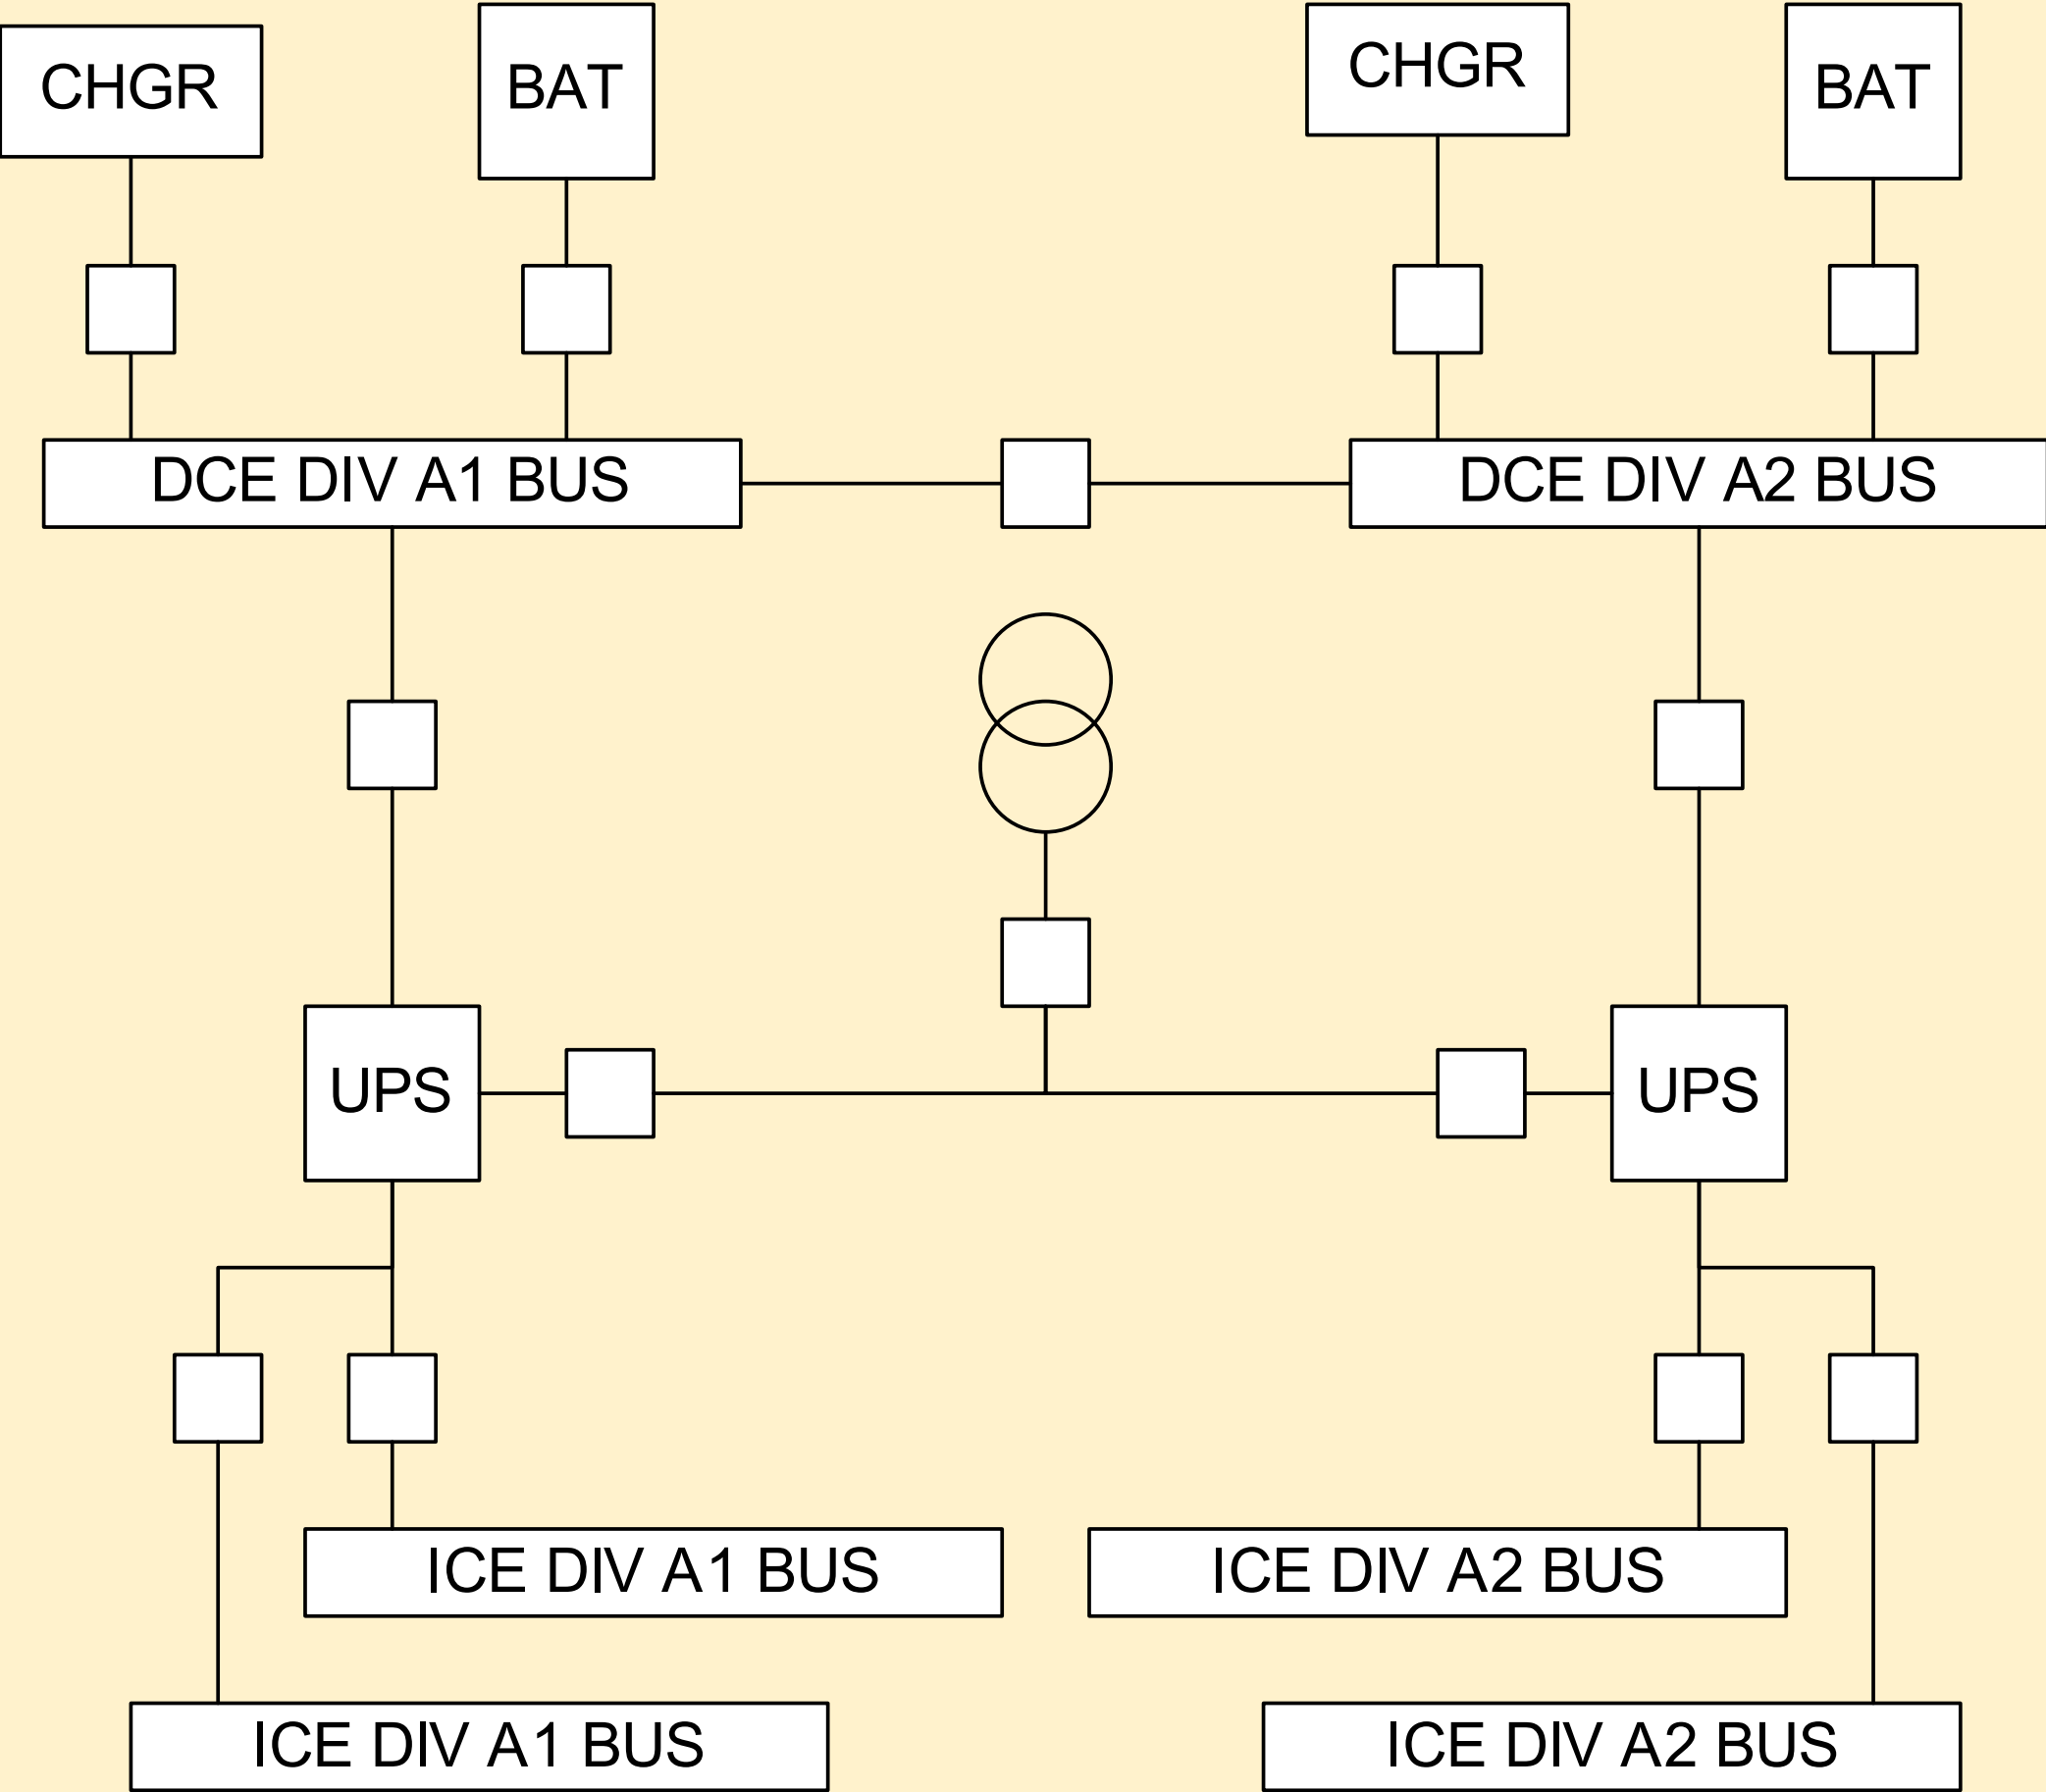 CHGR
BAT
CHGR
BAT
DCE DIV A1 BUS
DCE DIV A2 BUS
UPS
UPS
ICE DIV A1 BUS
ICE DIV A2 BUS
ICE DIV A1 BUS
ICE DIV A2 BUS